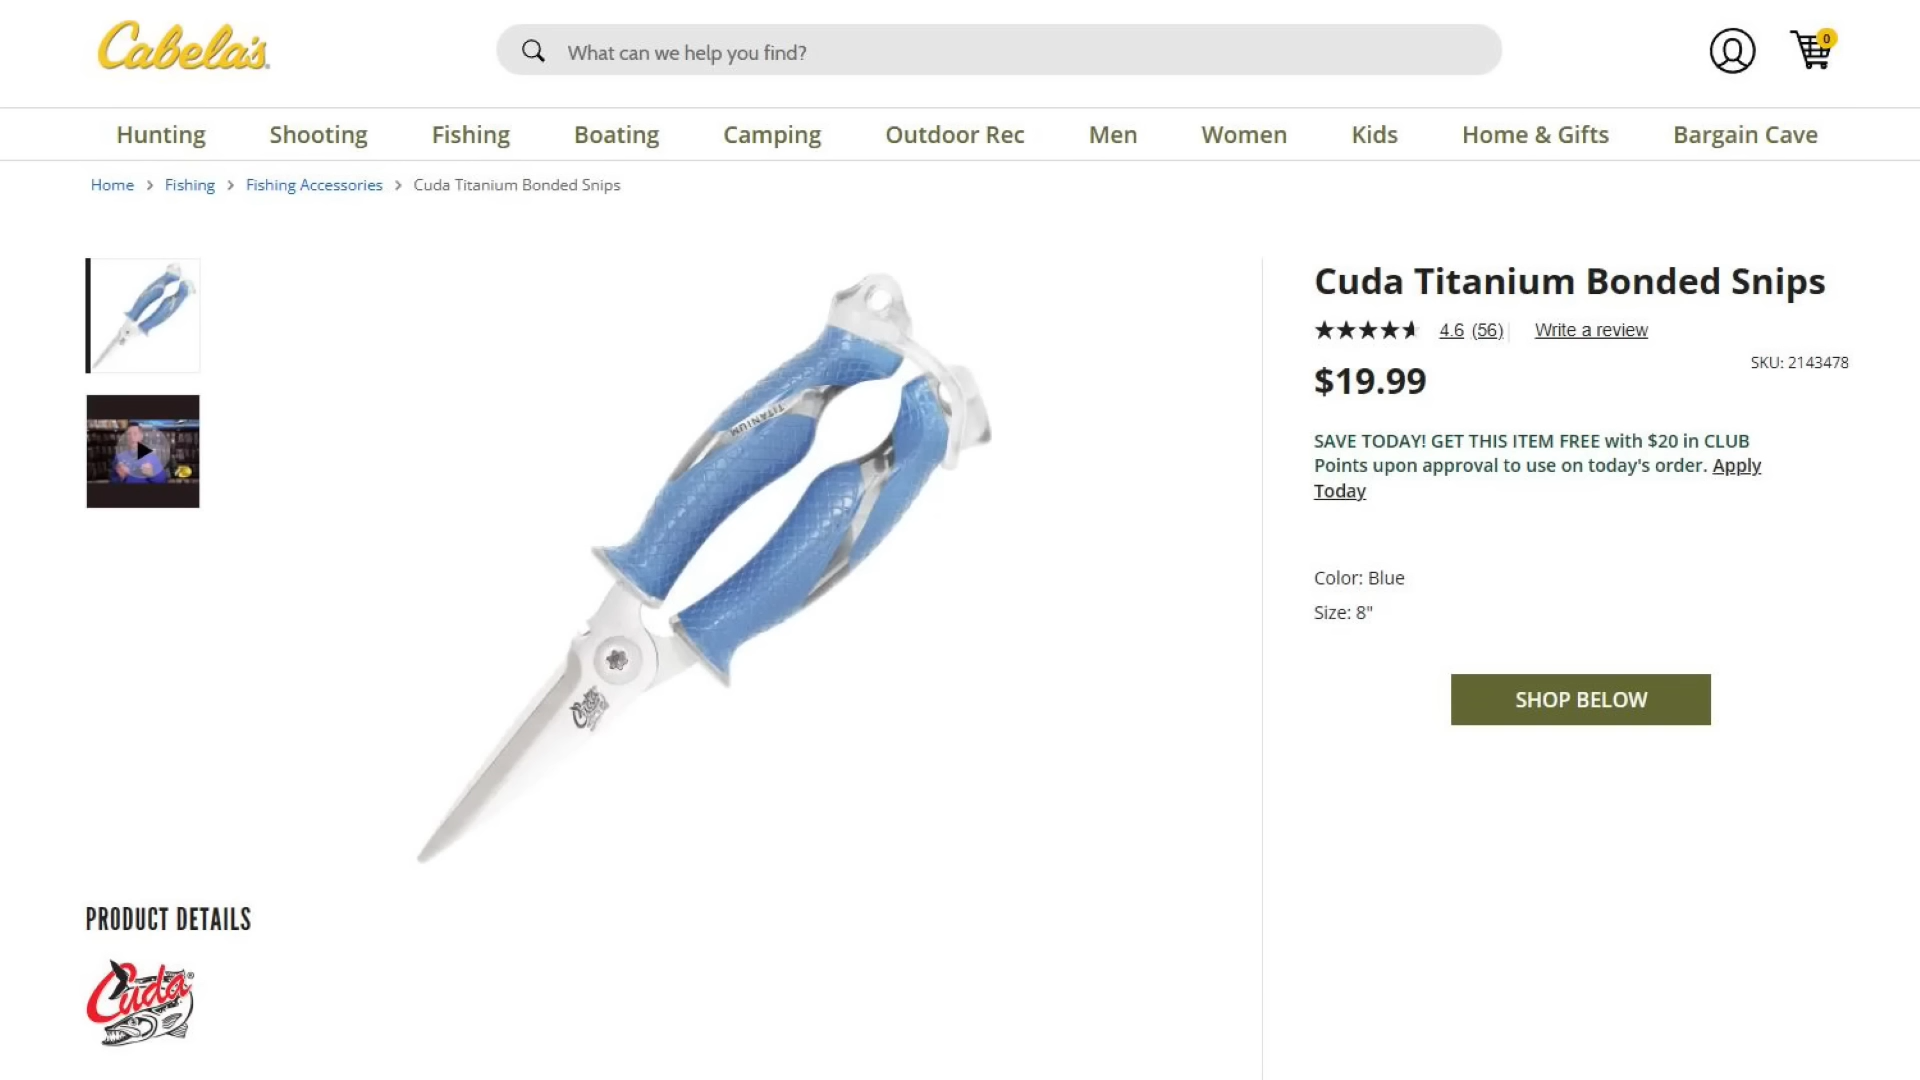 Cabela's
What can we help you find?
0
Hunting Shooting Fishing Boating Camping Outdoor Rec Men Women Kids Home & Gifts Bargain Cave
Home > Fishing > Fishing Accessories > Cuda Titanium Bonded Snips
TITANIUM
Cuda
Cuda Titanium Bonded Snips
4.6 (56) Write a review
SKU: 2143478
$19.99
SAVE TODAY! GET THIS ITEM FREE with $20 in CLUB
Points upon approval to use on today's order. Apply
Today
Color: Blue
Size: 8"
SHOP BELOW
PRODUCT DETAILS
Cuda®